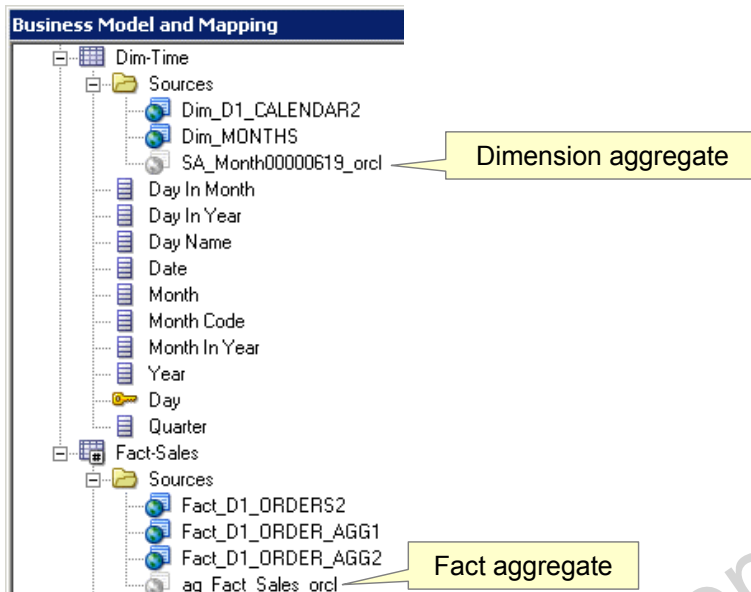 Business Model and Mapping
Dim-Time
Sources
Dim_D1_CALENDAR2
Dim_MONTHS
SA_Month00000619_orcl
Dimension aggregate
Day In Month
Day In Year
Day Name
Date
Month
Month Code
Month In Year
Year
Day
Quarter
Fact-Sales
Sources
Fact_D1_ORDERS2
Fact_D1_ORDER_AGG1
Fact_D1_ORDER_AGG2
ag_Fact_Sales_orcl
Fact aggregate